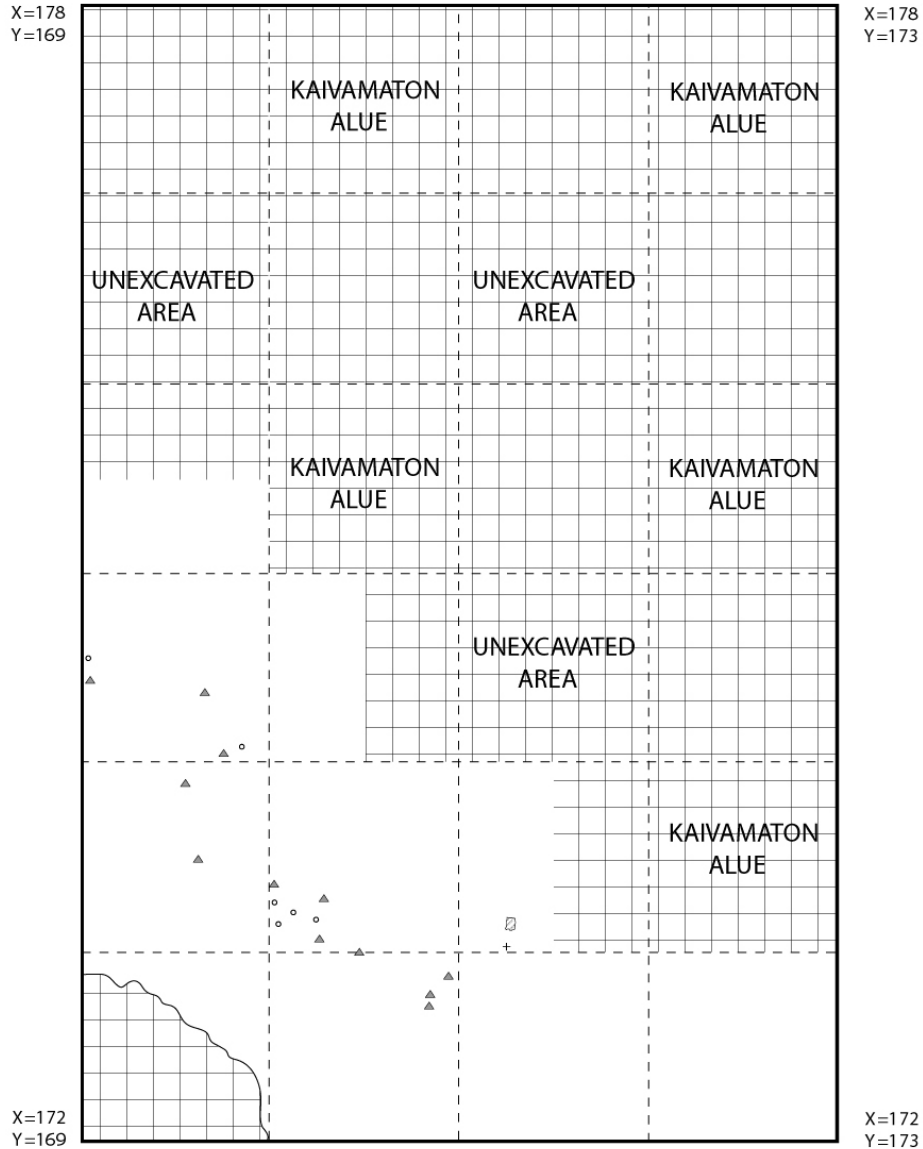 X=178
Y=169
X=178
Y=173
KAIVAMATON
ALUE
KAIVAMATON
ALUE
UNEXCAVATED
AREA
UNEXCAVATED
AREA
KAIVAMATON
ALUE
KAIVAMATON
ALUE
UNEXCAVATED
AREA
KAIVAMATON
ALUE
X=172
Y=169
X=172
Y=173